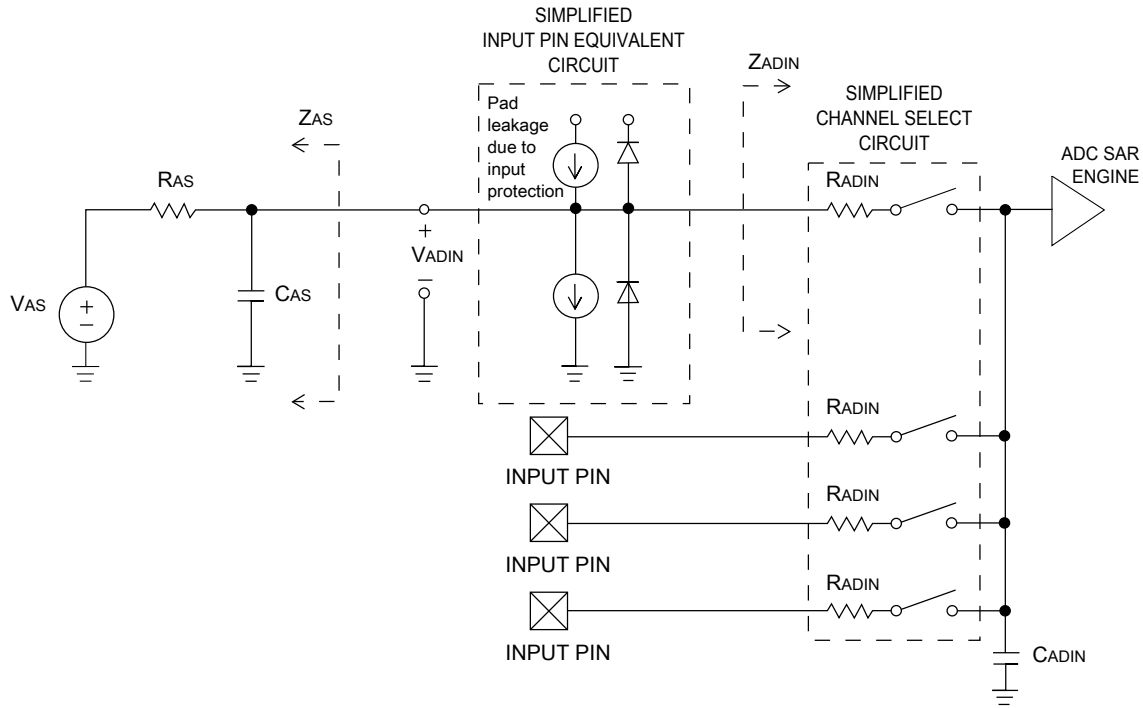 SIMPLIFIED
INPUT PIN EQUIVALENT
CIRCUIT
ZADIN
Pad
leakage
due to
input
protection
SIMPLIFIED
CHANNEL SELECT
CIRCUIT
ZAS
ADC SAR
ENGINE
RAS
RADIN
+
VADIN
−
VAS
+
−
CAS
RADIN
INPUT PIN
RADIN
INPUT PIN
RADIN
INPUT PIN
CADIN